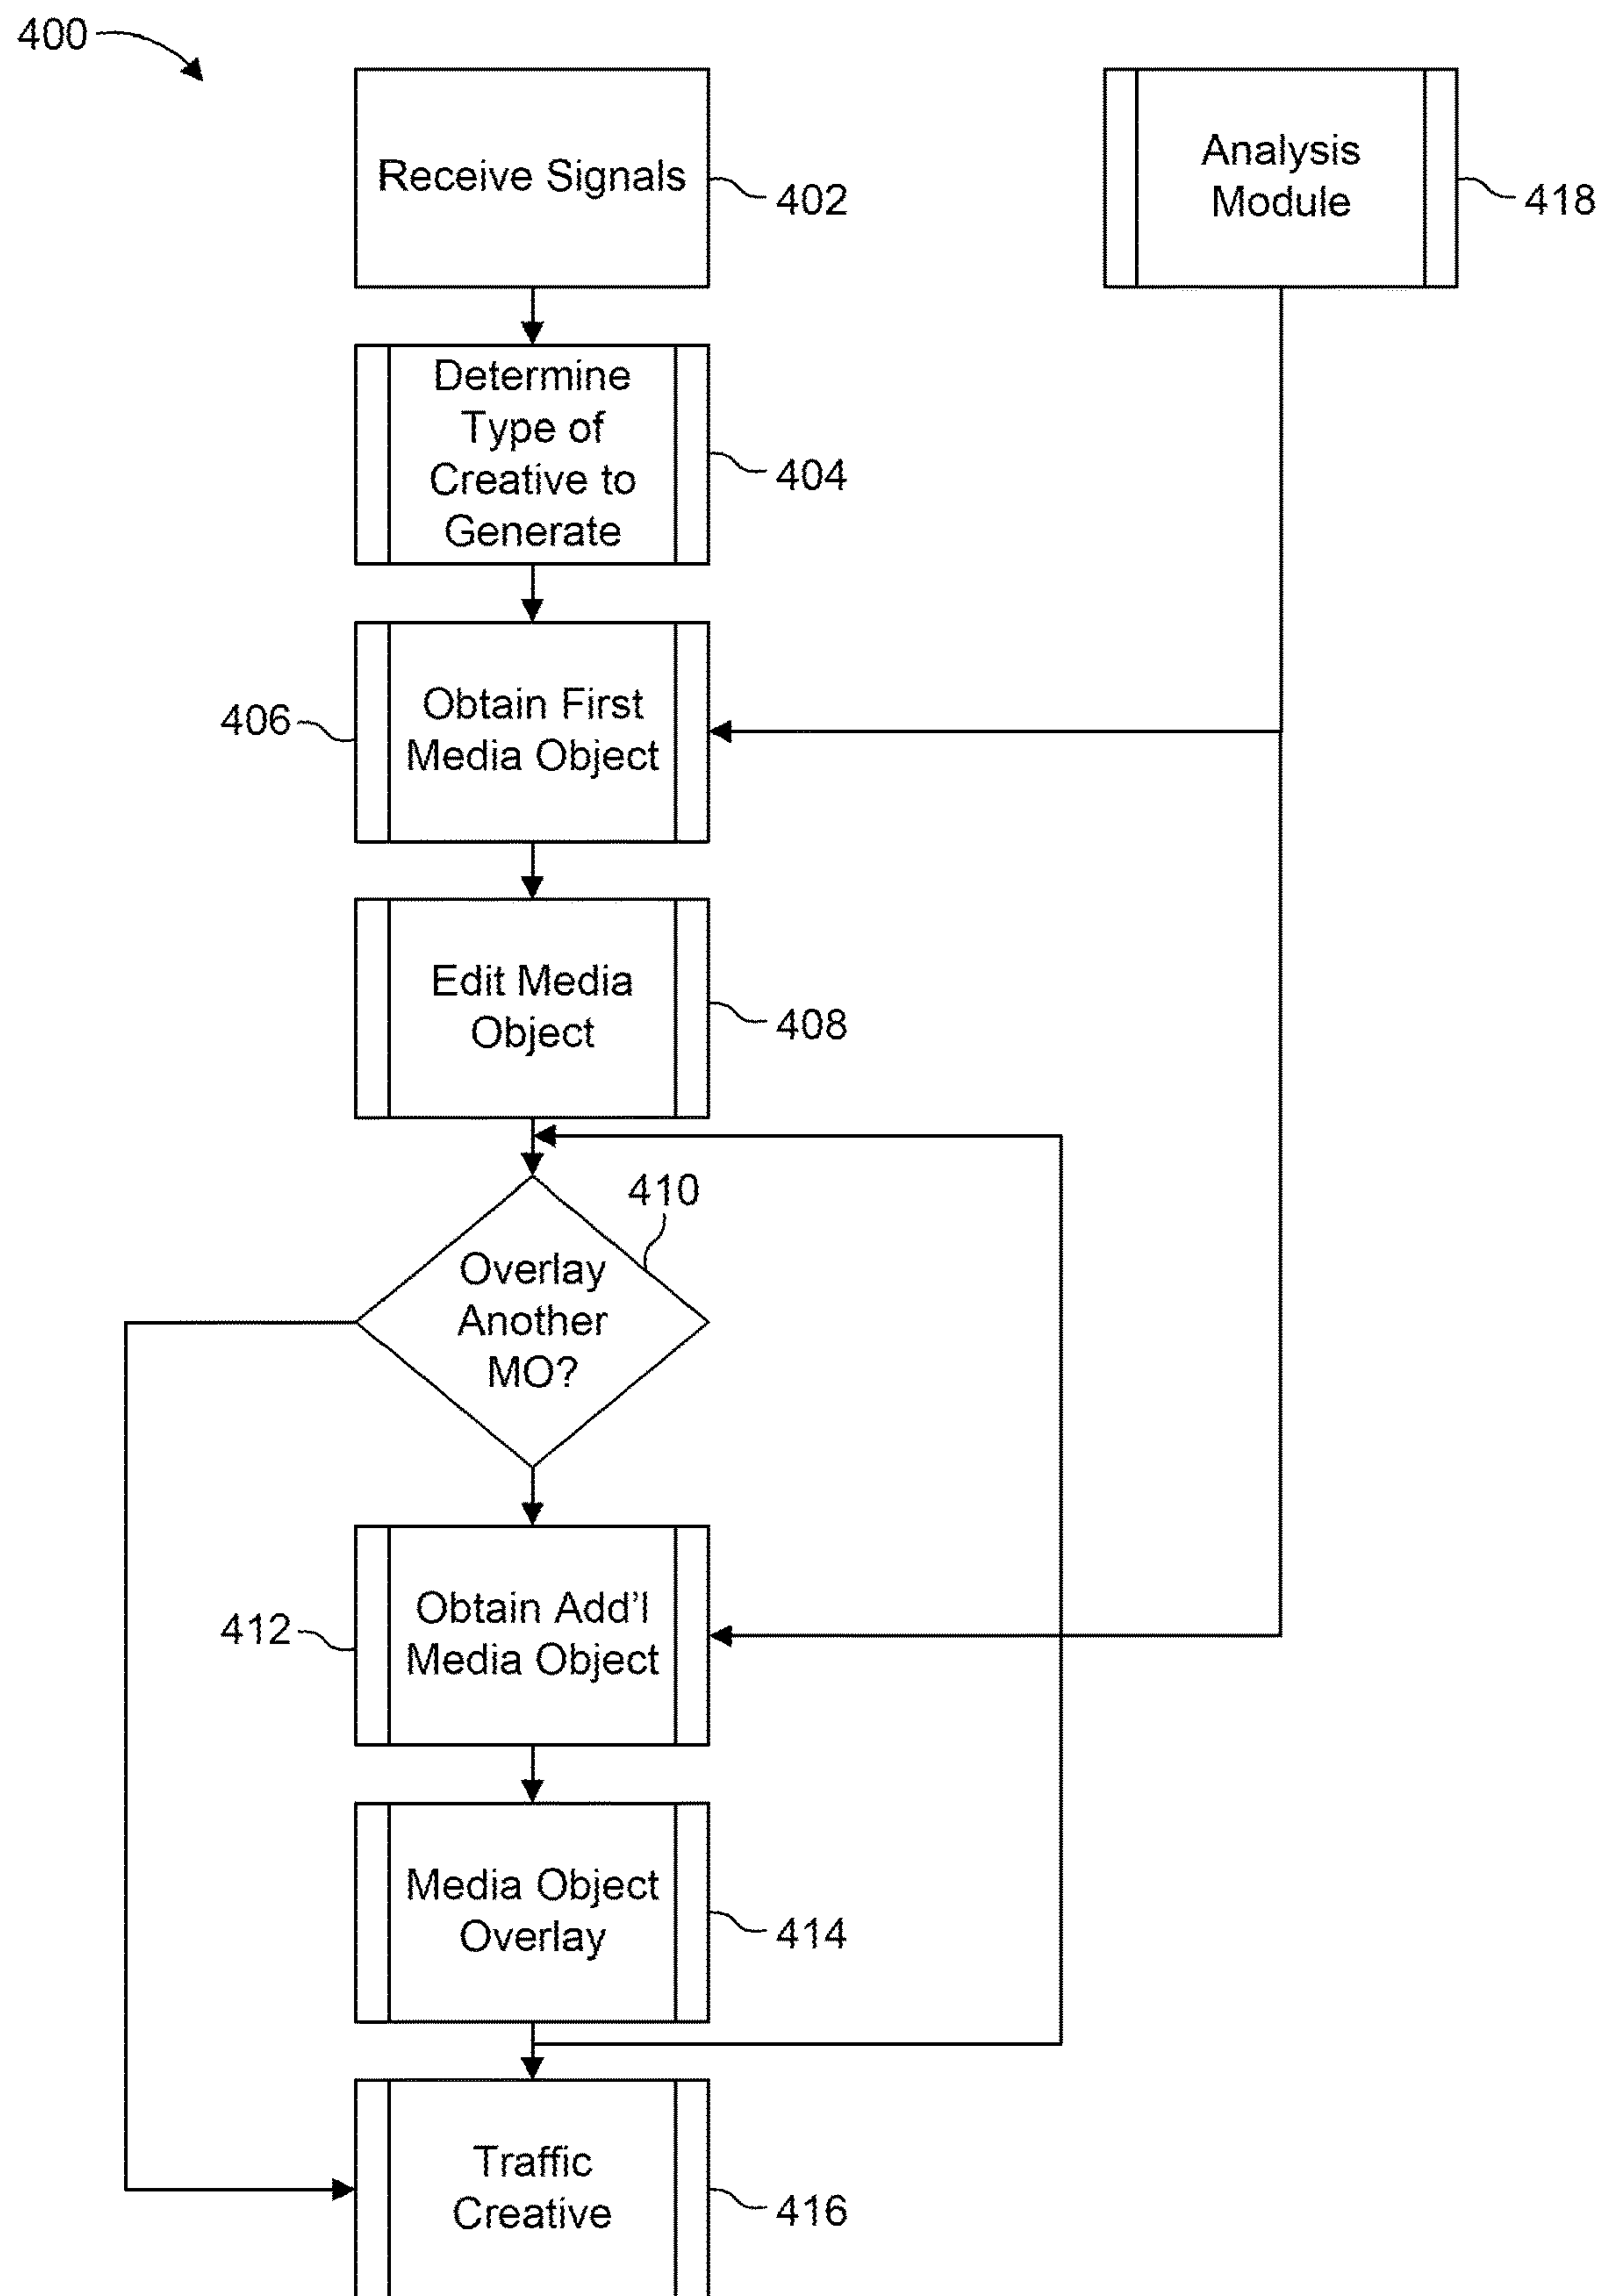 400
Receive Signals
402
Analysis
Module
418
Determine
Type of
Creative to
Generate
404
Obtain First
Media Object
406
Edit Media
Object
408
410
Overlay
Another
MO?
Obtain Add'l
Media Object
412
Media Object
Overlay
414
Traffic
Creative
416